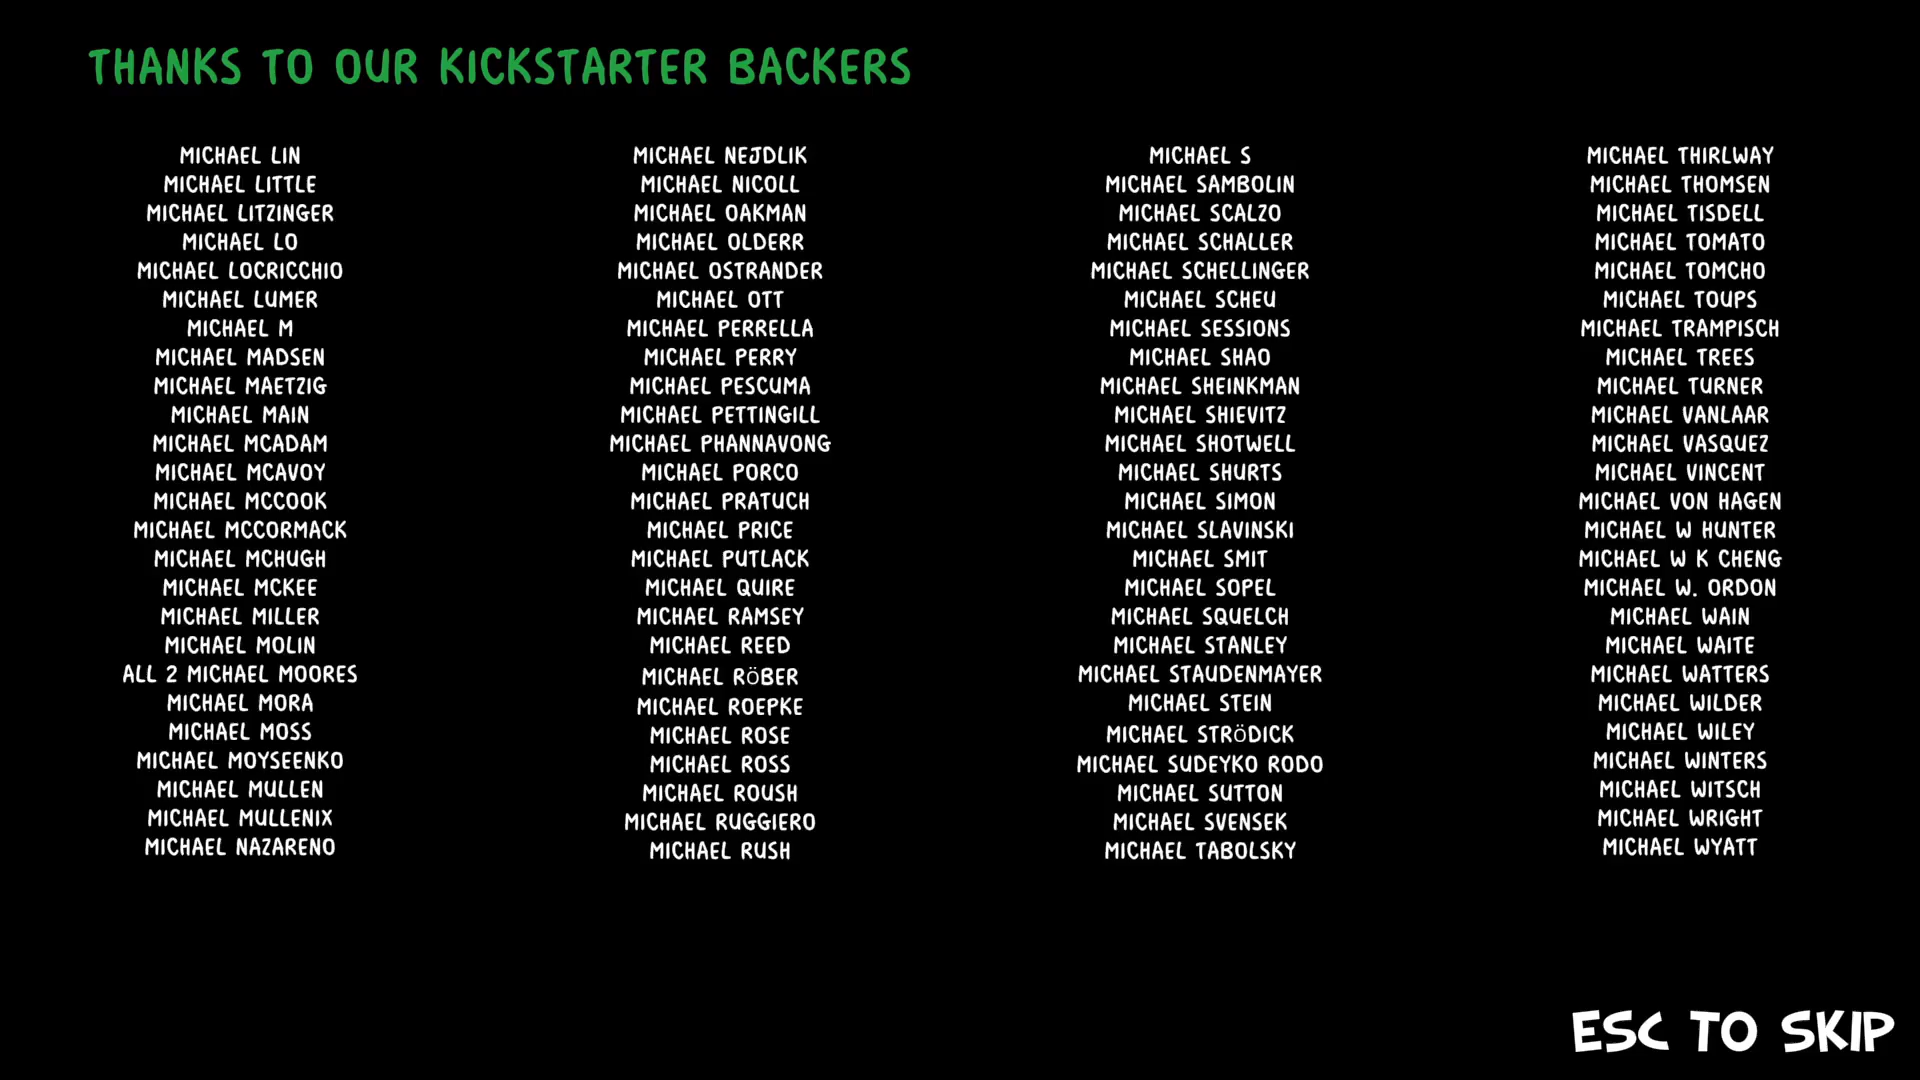 THANKS TO OUR KICKSTARTER BACKERS
MICHAEL LIN
MICHAEL LITTLE
MICHAEL LITZINGER
MICHAEL LO
MICHAEL LOCRICCHIO
MICHAEL LUMER
MICHAEL M
MICHAEL MADSEN
MICHAEL MAETZIG
MICHAEL MAIN
MICHAEL MCADAM
MICHAEL MCAVOY
MICHAEL MCCOOK
MICHAEL MCCORMACK
MICHAEL MCHUGH
MICHAEL MCKEE
MICHAEL MILLER
MICHAEL MOLIN
ALL 2 MICHAEL MOORES
MICHAEL MORA
MICHAEL MOSS
MICHAEL MOYSEENKO
MICHAEL MULLEN
MICHAEL MULLENIX
MICHAEL NAZARENO
MICHAEL NEJDLIK
MICHAEL NICOLL
MICHAEL OAKMAN
MICHAEL OLDERR
MICHAEL OSTRANDER
MICHAEL OTT
MICHAEL PERRELLA
MICHAEL PERRY
MICHAEL PESCUMA
MICHAEL PETTINGILL
MICHAEL PHANNAVONG
MICHAEL PORCO
MICHAEL PRATUCH
MICHAEL PRICE
MICHAEL PUTLACK
MICHAEL QUIRE
MICHAEL RAMSEY
MICHAEL REED
MICHAEL RÖBER
MICHAEL ROEPKE
MICHAEL ROSE
MICHAEL ROSS
MICHAEL ROUSH
MICHAEL RUGGIERO
MICHAEL RUSH
MICHAEL S
MICHAEL SAMBOLIN
MICHAEL SCALZO
MICHAEL SCHALLER
MICHAEL SCHELLINGER
MICHAEL SCHEU
MICHAEL SESSIONS
MICHAEL SHAO
MICHAEL SHEINKMAN
MICHAEL SHIEVITZ
MICHAEL SHOTWELL
MICHAEL SHURTS
MICHAEL SIMON
MICHAEL SLAVINSKI
MICHAEL SMIT
MICHAEL SOPEL
MICHAEL SQUELCH
MICHAEL STANLEY
MICHAEL STAUDENMAYER
MICHAEL STEIN
MICHAEL STRÖDICK
MICHAEL SUDEYKO RODO
MICHAEL SUTTON
MICHAEL SVENSEK
MICHAEL TABOLSKY
MICHAEL THIRLWAY
MICHAEL THOMSEN
MICHAEL TISDELL
MICHAEL TOMATO
MICHAEL TOMCHO
MICHAEL TOUPS
MICHAEL TRAMPISCH
MICHAEL TREES
MICHAEL TURNER
MICHAEL VANLAAR
MICHAEL VASQUEZ
MICHAEL VINCENT
MICHAEL VON HAGEN
MICHAEL W HUNTER
MICHAEL W K CHENG
MICHAEL W. ORDON
MICHAEL WAIN
MICHAEL WAITE
MICHAEL WATTERS
MICHAEL WILDER
MICHAEL WILEY
MICHAEL WINTERS
MICHAEL WITSCH
MICHAEL WRIGHT
MICHAEL WYATT
ESC TO SKIP